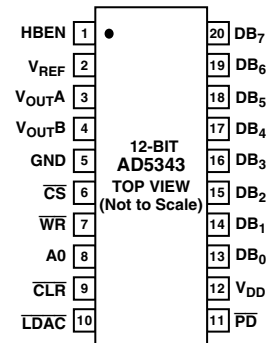 HBEN 1 20 DB7
VREF 2 19 DB6
VOUTA 3 18 DB5
VOUTB 4 17 DB4
GND 5 16 DB3
CS 6 15 DB2
WR 7 14 DB1
A0 8 13 DB0
CLR 9 12 VDD
LDAC 10 11 PD
12-BIT
AD5343
TOP VIEW
(Not to Scale)